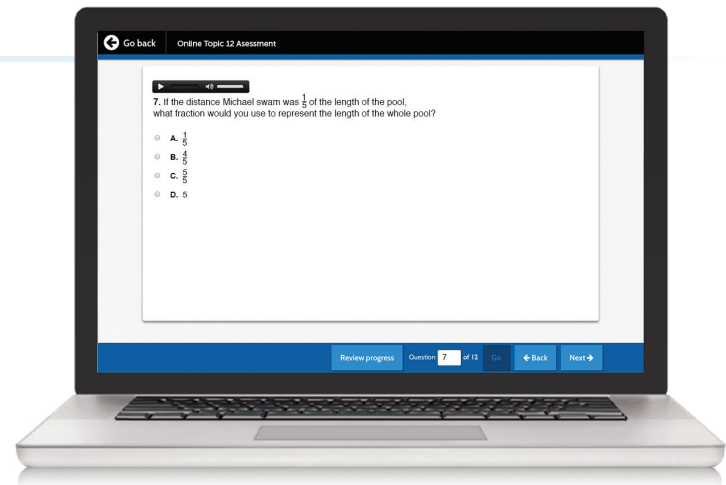 Go back Online Topic 12 Asessment
7. If the distance Michael swam was 1/5 of the length of the pool,
what fraction would you use to represent the length of the whole pool?
A. 1/5
B. 4/5
C. 5/5
D. 5
Review progress Question 7 of 12 Go ← Back Next →